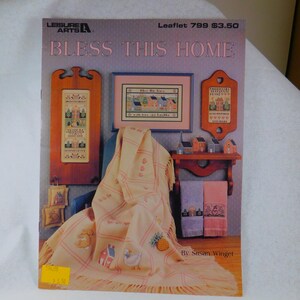 LEISURE ARTS
Leaflet 799 $3.50
BLESS THIS HOME
By Susan Winget